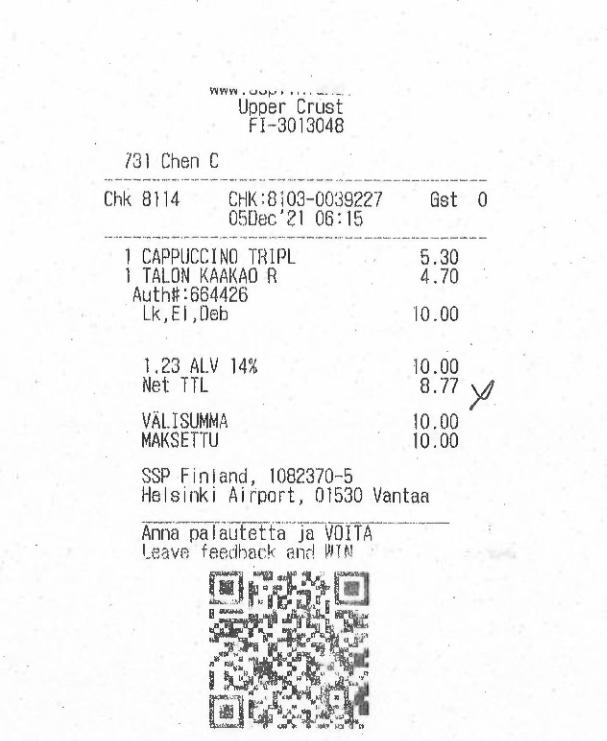 Upper Crust
FI-3013048
731 Chen C
Chk 8114 CHK:8103-0039227 Gst 0
05Dec'21 06:15
1 CAPPUCCINO TRIPL 5.30
1 TALON KAAKAO R 4.70
Auth#:664426
Lk,El,Deb 10.00
1.23 ALV 14% 10.00
Net TTL 8.77
VÄLISUMMA 10.00
MAKSETTU 10.00
SSP Finland, 1082370-5
Helsinki Airport, 01530 Vantaa
Anna palautetta ja VOITA
Leave feedback and WIN